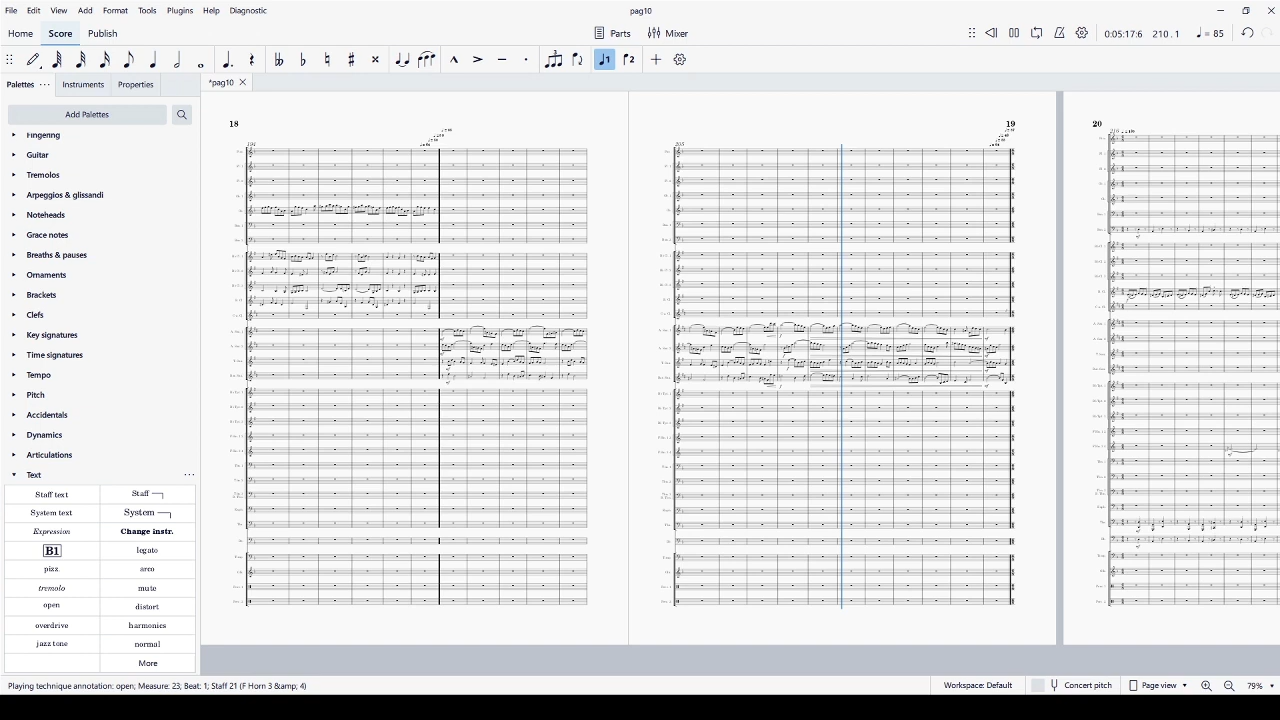 File Edit View Add Format Tools Plugins Help Diagnostic
pag10
Home Score Publish
Parts Mixer
0:05:17:6 210 . 1 = 85
Palettes Instruments Properties
*pag10
Add Palettes
Fingering
Guitar
Tremolos
Arpeggios & glissandi
Noteheads
Grace notes
Breaths & pauses
Ornaments
Brackets
Clefs
Key signatures
Time signatures
Tempo
Pitch
Accidentals
Dynamics
Articulations
Text
Staff text Staff
System text System
Expression Change Instr.
B1 legato
pizz. arco
tremolo mute
open distort
overdrive harmonics
jazz tone normal
More
18
19
20
Playing technique annotation: open; Measure: 23; Beat: 1; Staff 21 (F Horn 3 &amp; 4)
Workspace: Default Concert pitch Page view 79%